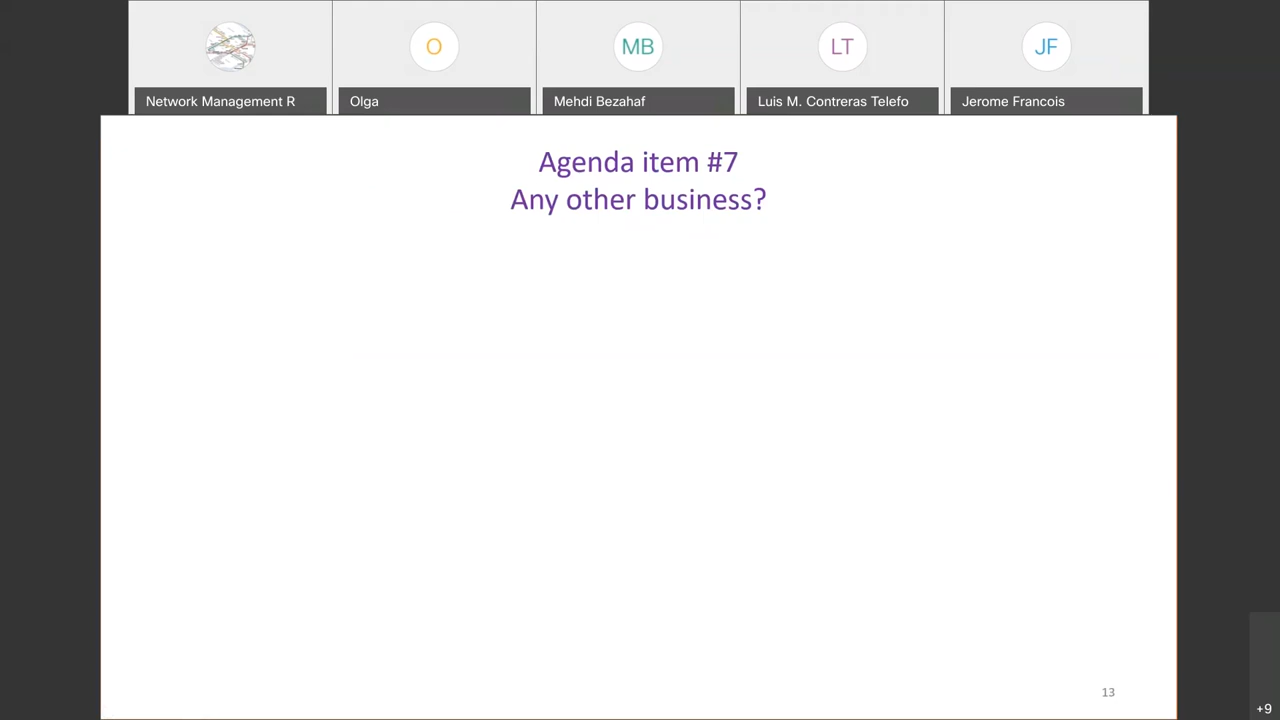 O
MB
LT
JF
Network Management R
Olga
Mehdi Bezahaf
Luis M. Contreras Telefo
Jerome Francois
Agenda item #7
Any other business?
13
+9